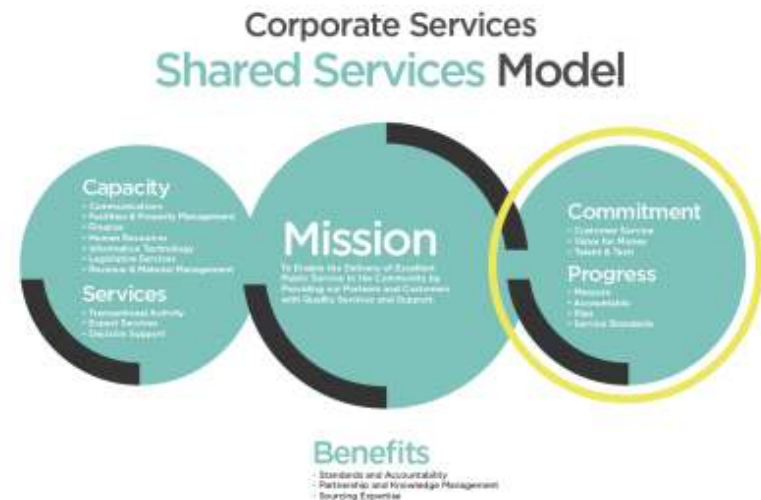 Corporate Services
Shared Services Model
Capacity
- Communications
- Facilities & Property Management
- Finance
- Human Resources
- Information Technology
- Legislative Services
- Revenue & Materiel Management
Services
- Transactional Activity
- Expert Services
- Decision Support
Mission
To Enable the Delivery of Excellent
Public Service to the Community by
Providing our Partners and Customers
with Quality Services and Support
Commitment
- Customer Service
- Value for Money
- Talent & Tech
Progress
- Measure
- Accountable
- Plan
- Service Standards
Benefits
- Standards and Accountability
- Partnership and Knowledge Management
- Sourcing Expertise